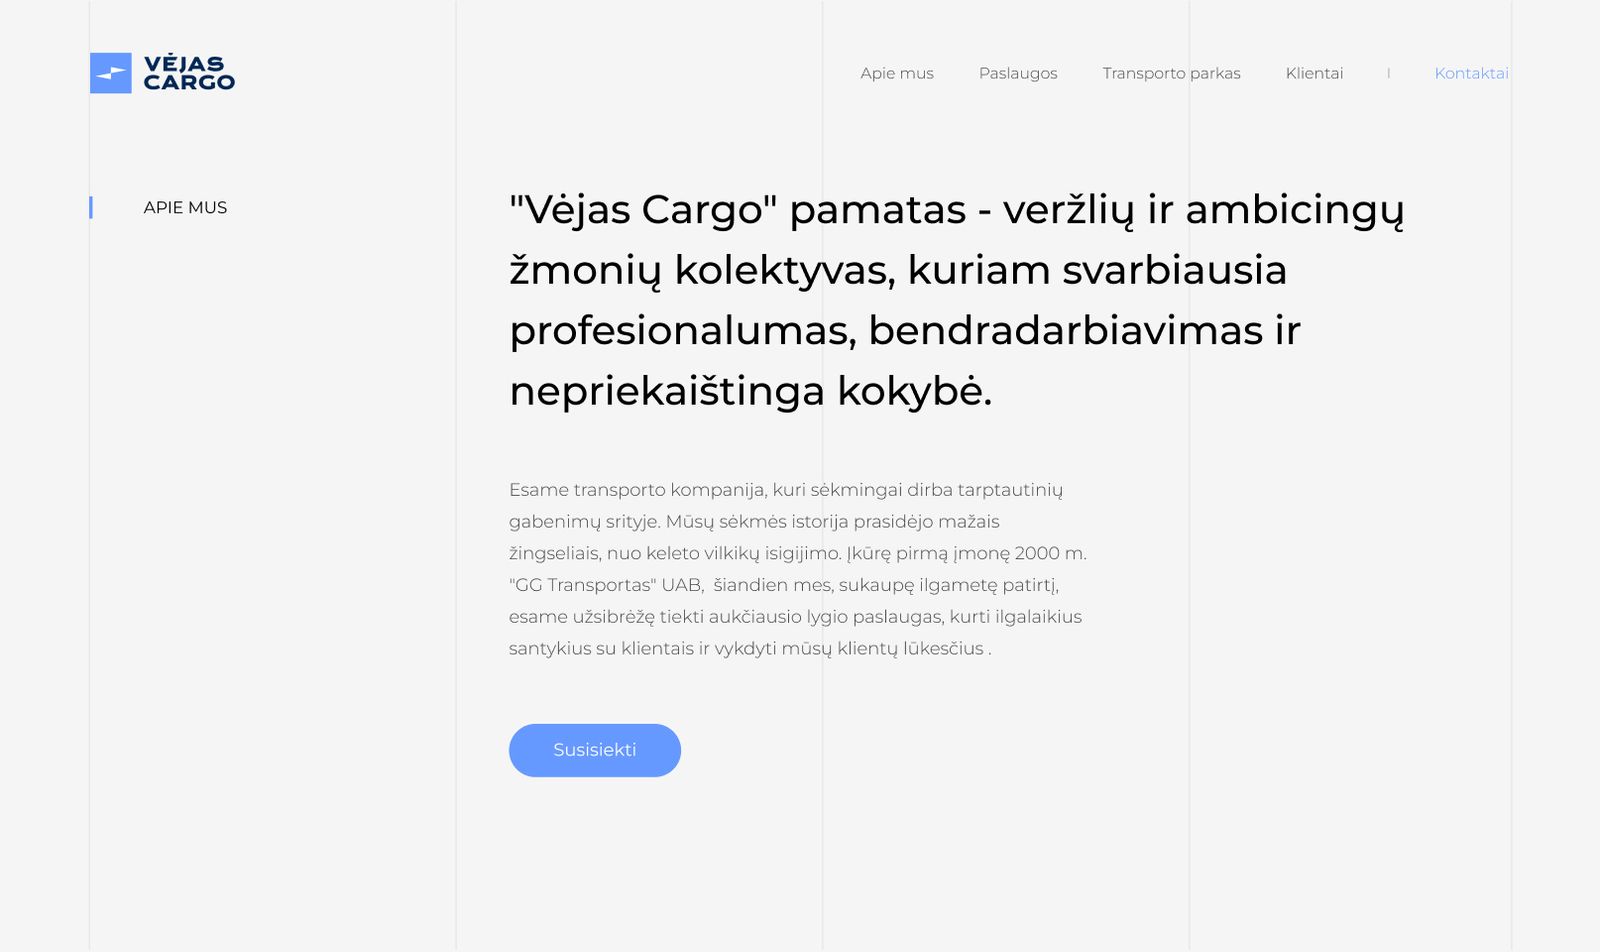 VĖJAS
CARGO
Apie mus Paslaugos Transporto parkas Klientai | Kontaktai
APIE MUS
"Vėjas Cargo" pamatas - veržlių ir ambicingų
žmonių kolektyvas, kuriam svarbiausia
profesionalumas, bendradarbiavimas ir
nepriekaištinga kokybė.
Esame transporto kompanija, kuri sėkmingai dirba tarptautinių
gabenimų srityje. Mūsų sėkmės istorija prasidėjo mažais
žingseliais, nuo keleto vilkikų isigijimo. Įkūrę pirmą įmonę 2000 m.
"GG Transportas" UAB,  šiandien mes, sukaupę ilgametę patirtį,
esame užsibrėžę tiekti aukčiausio lygio paslaugas, kurti ilgalaikius
santykius su klientais ir vykdyti mūsų klientų lūkesčius .
Susisiekti